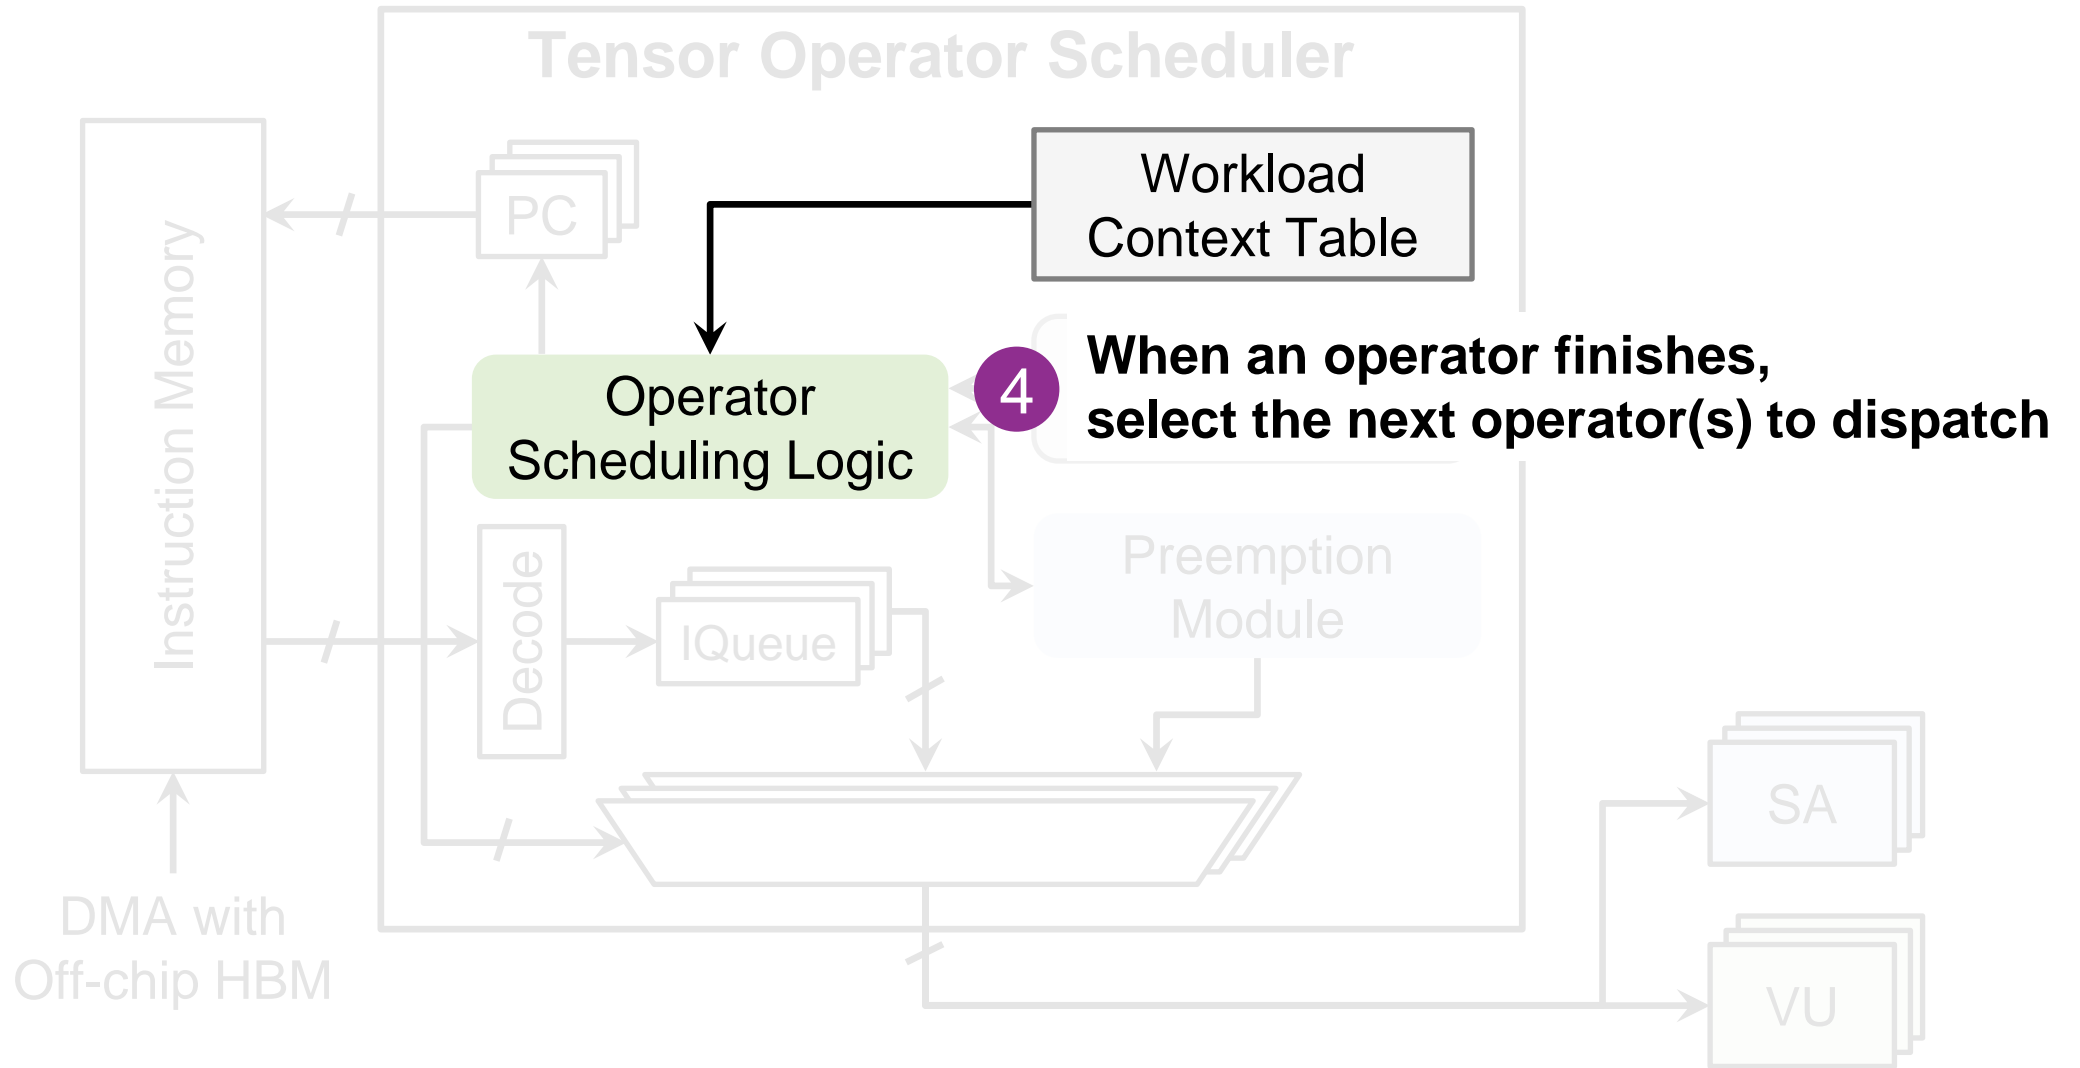 Tensor Operator Scheduler
Workload
Context Table
PC
Instruction Memory
4
When an operator finishes,
select the next operator(s) to dispatch
Operator
Scheduling Logic
Preemption
Module
Decode
IQueue
SA
DMA with
Off-chip HBM
VU